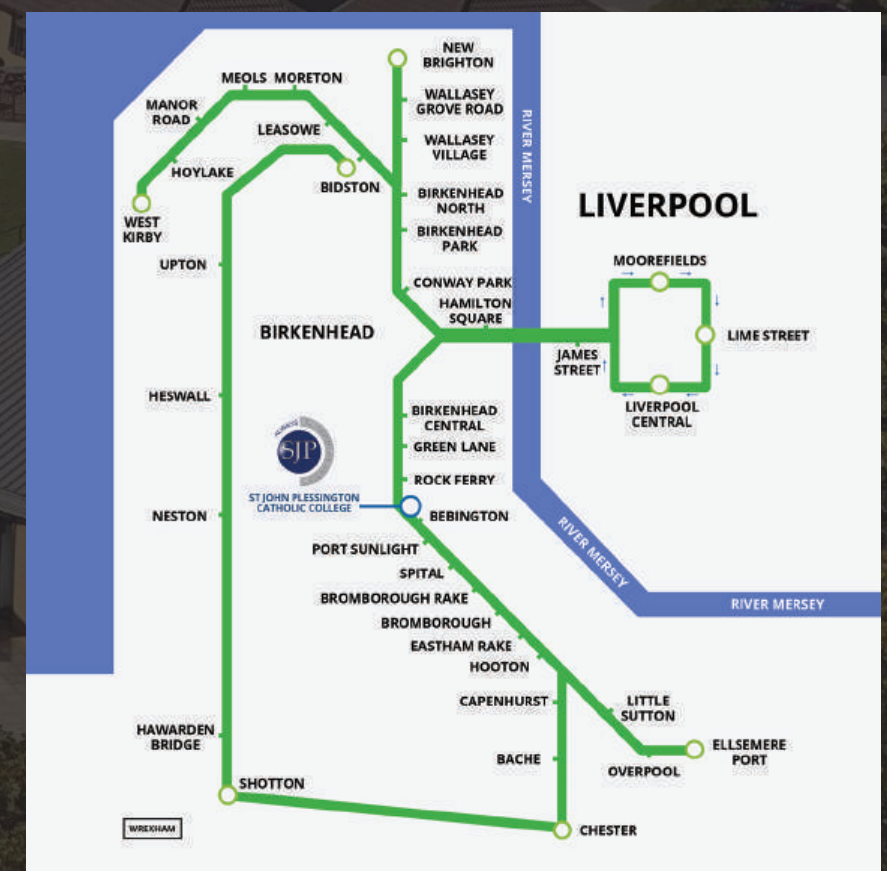 NEW
BRIGHTON
MEOLS MORETON
MANOR
ROAD
WALLASEY
GROVE ROAD
LEASOWE
WALLASEY
VILLAGE
HOYLAKE
BIDSTON
BIRKENHEAD
NORTH
WEST
KIRBY
BIRKENHEAD
PARK
UPTON
CONWAY PARK
HAMILTON
SQUARE
BIRKENHEAD
RIVER MERSEY
LIVERPOOL
MOOREFIELDS
LIME STREET
JAMES
STREET
LIVERPOOL
CENTRAL
HESWALL
BIRKENHEAD
CENTRAL
GREEN LANE
SJP
ROCK FERRY
ST JOHN PLESSINGTON
CATHOLIC COLLEGE
NESTON
BEBINGTON
PORT SUNLIGHT
SPITAL
BROMBOROUGH RAKE
BROMBOROUGH
EASTHAM RAKE
HOOTON
RIVER MERSEY
RIVER MERSEY
CAPENHURST
LITTLE
SUTTON
HAWARDEN
BRIDGE
BACHE
ELLSEMERE
PORT
OVERPOOL
SHOTTON
WREXHAM
CHESTER